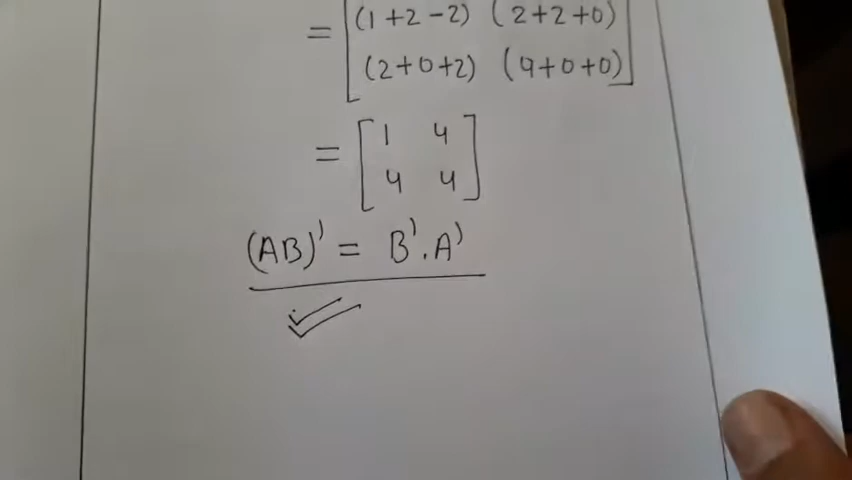 = [(1+2-2) (2+2+0)
(2+0+2) (4+0+0)]
= [1 4
4 4]
(AB)' = B'.A'